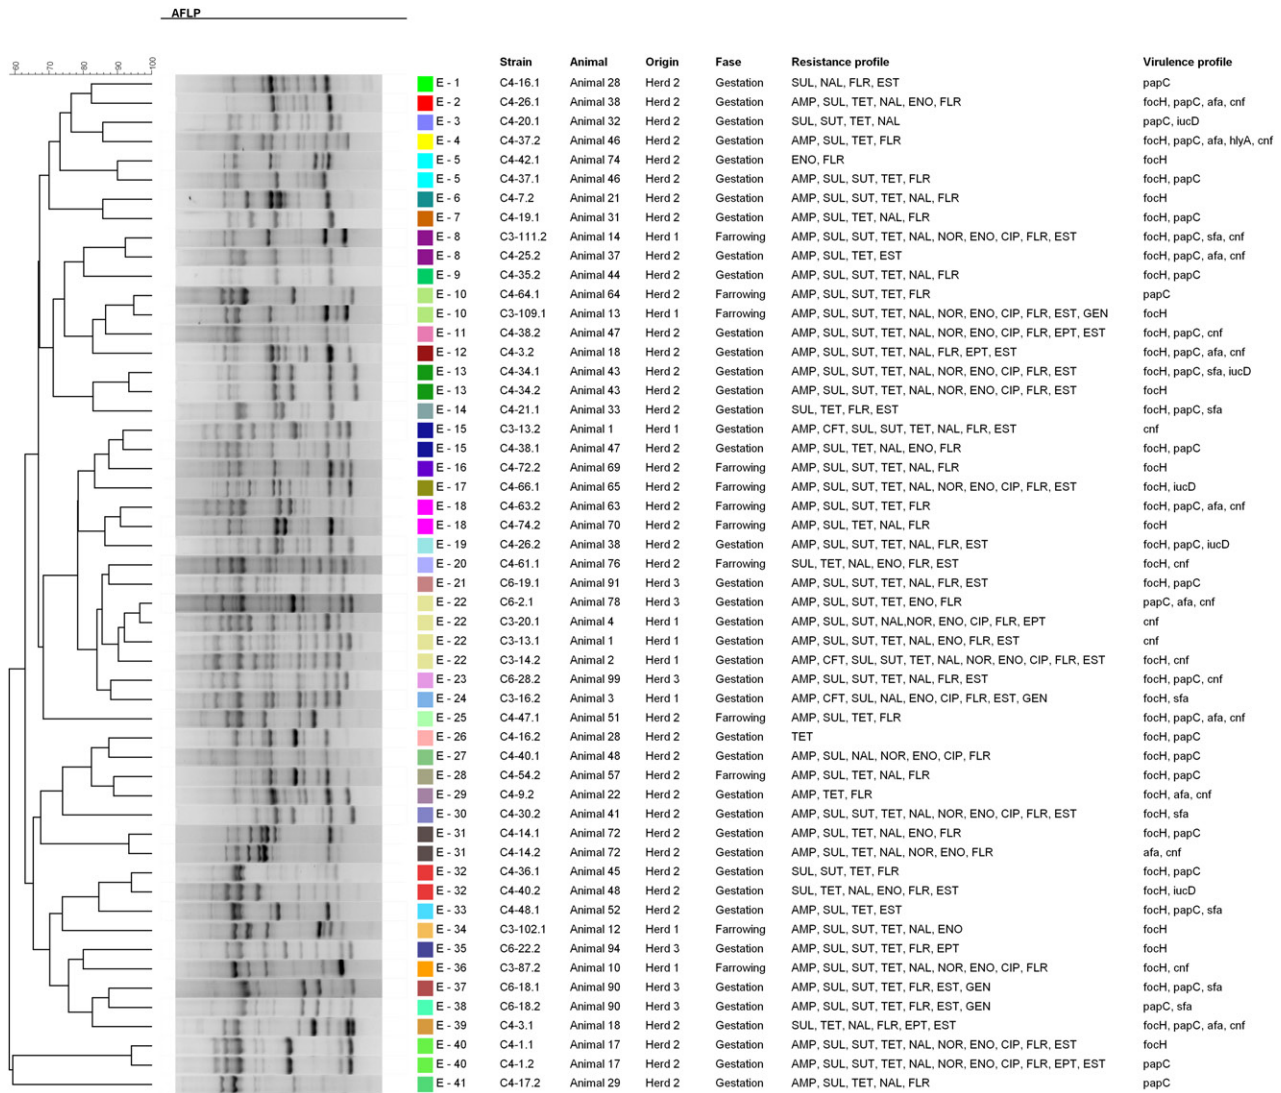 AFLP
60 70 80 90 100
Strain Animal Origin Fase Resistance profile Virulence profile
E - 1 C4-16.1 Animal 28 Herd 2 Gestation SUL, NAL, FLR, EST papC
E - 2 C4-26.1 Animal 38 Herd 2 Gestation AMP, SUL, TET, NAL, ENO, FLR focH, papC, afa, cnf
E - 3 C4-20.1 Animal 32 Herd 2 Gestation SUL, SUT, TET, NAL papC, iucD
E - 4 C4-37.2 Animal 46 Herd 2 Gestation AMP, SUL, TET, FLR focH, papC, afa, hlyA, cnf
E - 5 C4-42.1 Animal 74 Herd 2 Gestation ENO, FLR focH
E - 5 C4-37.1 Animal 46 Herd 2 Gestation AMP, SUL, SUT, TET, FLR focH, papC
E - 6 C4-7.2 Animal 21 Herd 2 Gestation AMP, SUL, SUT, TET, NAL, FLR focH
E - 7 C4-19.1 Animal 31 Herd 2 Gestation AMP, SUL, TET, NAL, FLR focH, papC
E - 8 C3-111.2 Animal 14 Herd 1 Farrowing AMP, SUL, SUT, TET, NAL, NOR, ENO, CIP, FLR, EST focH, papC, sfa, cnf
E - 8 C4-25.2 Animal 37 Herd 2 Gestation AMP, SUL, TET, EST focH, papC, afa, cnf
E - 9 C4-35.2 Animal 44 Herd 2 Gestation AMP, SUL, SUT, TET, NAL, FLR focH, papC
E - 10 C4-64.1 Animal 64 Herd 2 Farrowing AMP, SUL, SUT, TET, FLR papC
E - 10 C3-109.1 Animal 13 Herd 1 Farrowing AMP, SUL, SUT, TET, NAL, NOR, ENO, CIP, FLR, EST, GEN focH
E - 11 C4-38.2 Animal 47 Herd 2 Gestation AMP, SUL, SUT, TET, NAL, NOR, ENO, CIP, FLR, EPT, EST focH, papC, cnf
E - 12 C4-3.2 Animal 18 Herd 2 Gestation AMP, SUL, SUT, TET, NAL, FLR, EPT, EST focH, papC, afa, cnf
E - 13 C4-34.1 Animal 43 Herd 2 Gestation AMP, SUL, SUT, TET, NAL, NOR, ENO, CIP, FLR, EST focH, papC, sfa, iucD
E - 13 C4-34.2 Animal 43 Herd 2 Gestation AMP, SUL, SUT, TET, NAL, NOR, ENO, CIP, FLR, EST focH
E - 14 C4-21.1 Animal 33 Herd 2 Gestation SUL, TET, FLR, EST focH, papC, sfa
E - 15 C3-13.2 Animal 1 Herd 1 Gestation AMP, CFT, SUL, SUT, TET, NAL, FLR, EST cnf
E - 15 C4-38.1 Animal 47 Herd 2 Gestation AMP, SUL, TET, NAL, ENO, FLR focH, papC
E - 16 C4-72.2 Animal 69 Herd 2 Farrowing AMP, SUL, SUT, TET, NAL, FLR focH
E - 17 C4-66.1 Animal 65 Herd 2 Farrowing AMP, SUL, SUT, TET, NAL, NOR, ENO, CIP, FLR, EST focH, iucD
E - 18 C4-63.2 Animal 63 Herd 2 Farrowing AMP, SUL, SUT, TET, FLR focH, papC, afa, cnf
E - 18 C4-74.2 Animal 70 Herd 2 Farrowing AMP, SUL, TET, NAL, FLR focH
E - 19 C4-26.2 Animal 38 Herd 2 Gestation AMP, SUL, SUT, TET, NAL, FLR, EST focH, papC, iucD
E - 20 C4-61.1 Animal 76 Herd 2 Farrowing SUL, TET, NAL, ENO, FLR, EST focH, cnf
E - 21 C6-19.1 Animal 91 Herd 3 Gestation AMP, SUL, SUT, TET, NAL, FLR, EST focH, papC
E - 22 C6-2.1 Animal 78 Herd 3 Gestation AMP, SUL, SUT, TET, ENO, FLR papC, afa, cnf
E - 22 C3-20.1 Animal 4 Herd 1 Gestation AMP, SUL, SUT, NAL,NOR, ENO, CIP, FLR, EPT cnf
E - 22 C3-13.1 Animal 1 Herd 1 Gestation AMP, SUL, SUT, TET, NAL, ENO, FLR, EST cnf
E - 22 C3-14.2 Animal 2 Herd 1 Gestation AMP, CFT, SUL, SUT, TET, NAL, NOR, ENO, CIP, FLR, EST focH, cnf
E - 23 C6-28.2 Animal 99 Herd 3 Gestation AMP, SUL, SUT, TET, NAL, FLR, EST focH, papC, cnf
E - 24 C3-16.2 Animal 3 Herd 1 Gestation AMP, CFT, SUL, NAL, ENO, CIP, FLR, EST, GEN focH, sfa
E - 25 C4-47.1 Animal 51 Herd 2 Farrowing AMP, SUL, TET, FLR focH, papC, afa, cnf
E - 26 C4-16.2 Animal 28 Herd 2 Gestation TET focH, papC
E - 27 C4-40.1 Animal 48 Herd 2 Gestation AMP, SUL, NAL, NOR, ENO, CIP, FLR focH, papC
E - 28 C4-54.2 Animal 57 Herd 2 Farrowing AMP, SUL, TET, NAL, FLR focH, papC
E - 29 C4-9.2 Animal 22 Herd 2 Gestation AMP, TET, FLR focH, afa, cnf
E - 30 C4-30.2 Animal 41 Herd 2 Gestation AMP, SUL, SUT, TET, NAL, NOR, ENO, CIP, FLR, EST focH, sfa
E - 31 C4-14.1 Animal 72 Herd 2 Gestation AMP, SUL, TET, NAL, ENO, FLR focH, papC
E - 31 C4-14.2 Animal 72 Herd 2 Gestation AMP, SUL, TET, NAL, NOR, ENO, FLR afa, cnf
E - 32 C4-36.1 Animal 45 Herd 2 Gestation SUL, SUT, TET, FLR focH, papC
E - 32 C4-40.2 Animal 48 Herd 2 Gestation SUL, TET, NAL, ENO, FLR, EST focH, iucD
E - 33 C4-48.1 Animal 52 Herd 2 Gestation AMP, SUL, TET, EST focH, papC, sfa
E - 34 C3-102.1 Animal 12 Herd 1 Farrowing AMP, SUL, SUT, TET, NAL, ENO focH
E - 35 C6-22.2 Animal 94 Herd 3 Gestation AMP, SUL, SUT, TET, FLR, EPT focH
E - 36 C3-87.2 Animal 10 Herd 1 Farrowing AMP, SUL, SUT, TET, NAL, NOR, ENO, CIP, FLR focH, cnf
E - 37 C6-18.1 Animal 90 Herd 3 Gestation AMP, SUL, SUT, TET, FLR, EST, GEN focH, papC, sfa
E - 38 C6-18.2 Animal 90 Herd 3 Gestation AMP, SUL, SUT, TET, FLR, EST, GEN papC, sfa
E - 39 C4-3.1 Animal 18 Herd 2 Gestation SUL, TET, NAL, FLR, EPT, EST focH, papC, afa, cnf
E - 40 C4-1.1 Animal 17 Herd 2 Gestation AMP, SUL, SUT, TET, NAL, NOR, ENO, CIP, FLR, EST focH
E - 40 C4-1.2 Animal 17 Herd 2 Gestation AMP, SUL, SUT, TET, NAL, NOR, ENO, CIP, FLR, EPT, EST papC
E - 41 C4-17.2 Animal 29 Herd 2 Gestation AMP, SUL, TET, NAL, FLR papC